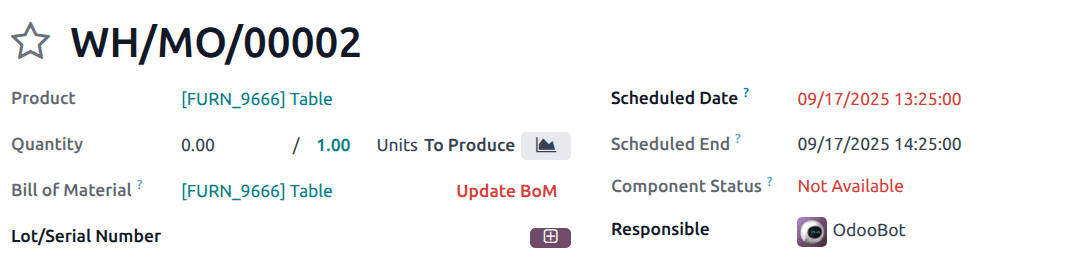 WH/MO/00002
Product [FURN_9666] Table Scheduled Date ? 09/17/2025 13:25:00
Quantity 0.00 / 1.00 Units To Produce Scheduled End ? 09/17/2025 14:25:00
Bill of Material ? [FURN_9666] Table Update BoM Component Status ? Not Available
Lot/Serial Number Responsible OdooBot